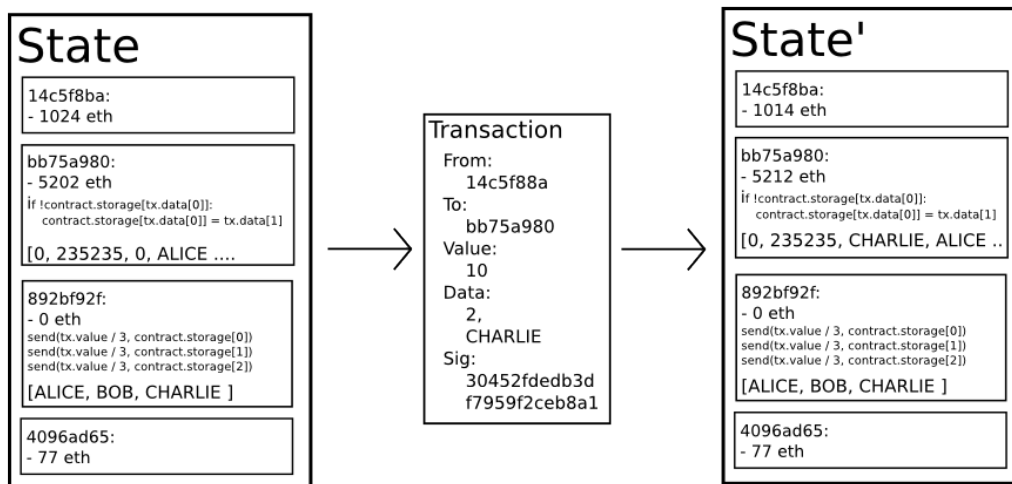 State
14c5f8ba:
- 1024 eth
bb75a980:
- 5202 eth
if !contract.storage[tx.data[0]]:
contract.storage[tx.data[0]] = tx.data[1]
[0, 235235, 0, ALICE ....
892bf92f:
- 0 eth
send(tx.value / 3, contract.storage[0])
send(tx.value / 3, contract.storage[1])
send(tx.value / 3, contract.storage[2])
[ALICE, BOB, CHARLIE ]
4096ad65:
- 77 eth
Transaction
From:
14c5f88a
To:
bb75a980
Value:
10
Data:
2,
CHARLIE
Sig:
30452fdedb3d
f7959f2ceb8a1
State'
14c5f8ba:
- 1014 eth
bb75a980:
- 5212 eth
if !contract.storage[tx.data[0]]:
contract.storage[tx.data[0]] = tx.data[1]
[0, 235235, CHARLIE, ALICE ..
892bf92f:
- 0 eth
send(tx.value / 3, contract.storage[0])
send(tx.value / 3, contract.storage[1])
send(tx.value / 3, contract.storage[2])
[ALICE, BOB, CHARLIE ]
4096ad65:
- 77 eth